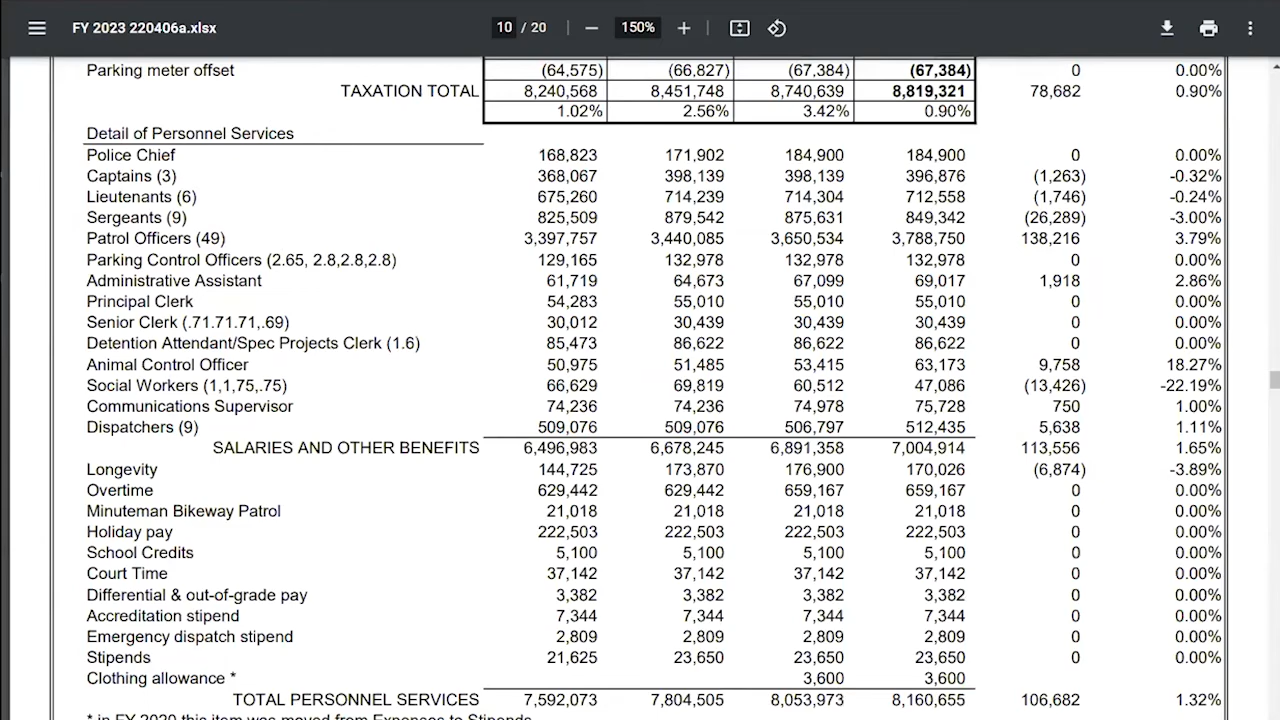 FY 2023 220406a.xlsx 10 / 20 150%
Parking meter offset (64,575) (66,827) (67,384) (67,384) 0 0.00%
TAXATION TOTAL 8,240,568 8,451,748 8,740,639 8,819,321 78,682 0.90%
1.02% 2.56% 3.42% 0.90%
Detail of Personnel Services
Police Chief 168,823 171,902 184,900 184,900 0 0.00%
Captains (3) 368,067 398,139 398,139 396,876 (1,263) -0.32%
Lieutenants (6) 675,260 714,239 714,304 712,558 (1,746) -0.24%
Sergeants (9) 825,509 879,542 875,631 849,342 (26,289) -3.00%
Patrol Officers (49) 3,397,757 3,440,085 3,650,534 3,788,750 138,216 3.79%
Parking Control Officers (2.65, 2.8,2.8,2.8) 129,165 132,978 132,978 132,978 0 0.00%
Administrative Assistant 61,719 64,673 67,099 69,017 1,918 2.86%
Principal Clerk 54,283 55,010 55,010 55,010 0 0.00%
Senior Clerk (.71.71.71,.69) 30,012 30,439 30,439 30,439 0 0.00%
Detention Attendant/Spec Projects Clerk (1.6) 85,473 86,622 86,622 86,622 0 0.00%
Animal Control Officer 50,975 51,485 53,415 63,173 9,758 18.27%
Social Workers (1,1,75,.75) 66,629 69,819 60,512 47,086 (13,426) -22.19%
Communications Supervisor 74,236 74,236 74,978 75,728 750 1.00%
Dispatchers (9) 509,076 509,076 506,797 512,435 5,638 1.11%
SALARIES AND OTHER BENEFITS 6,496,983 6,678,245 6,891,358 7,004,914 113,556 1.65%
Longevity 144,725 173,870 176,900 170,026 (6,874) -3.89%
Overtime 629,442 629,442 659,167 659,167 0 0.00%
Minuteman Bikeway Patrol 21,018 21,018 21,018 21,018 0 0.00%
Holiday pay 222,503 222,503 222,503 222,503 0 0.00%
School Credits 5,100 5,100 5,100 5,100 0 0.00%
Court Time 37,142 37,142 37,142 37,142 0 0.00%
Differential & out-of-grade pay 3,382 3,382 3,382 3,382 0 0.00%
Accreditation stipend 7,344 7,344 7,344 7,344 0 0.00%
Emergency dispatch stipend 2,809 2,809 2,809 2,809 0 0.00%
Stipends 21,625 23,650 23,650 23,650 0 0.00%
Clothing allowance * 3,600 3,600
TOTAL PERSONNEL SERVICES 7,592,073 7,804,505 8,053,973 8,160,655 106,682 1.32%
* in FY 2020 this item was moved from Expenses to Stipends